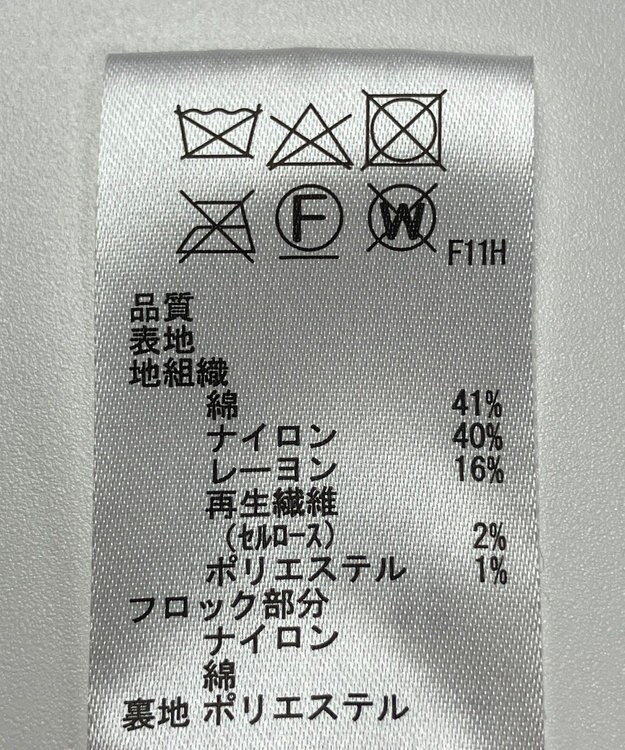 F W F11H
品質
表地
地組織
綿 41%
ナイロン 40%
レーヨン 16%
再生繊維
(セルロース) 2%
ポリエステル 1%
フロック部分
ナイロン
綿
裏地 ポリエステル